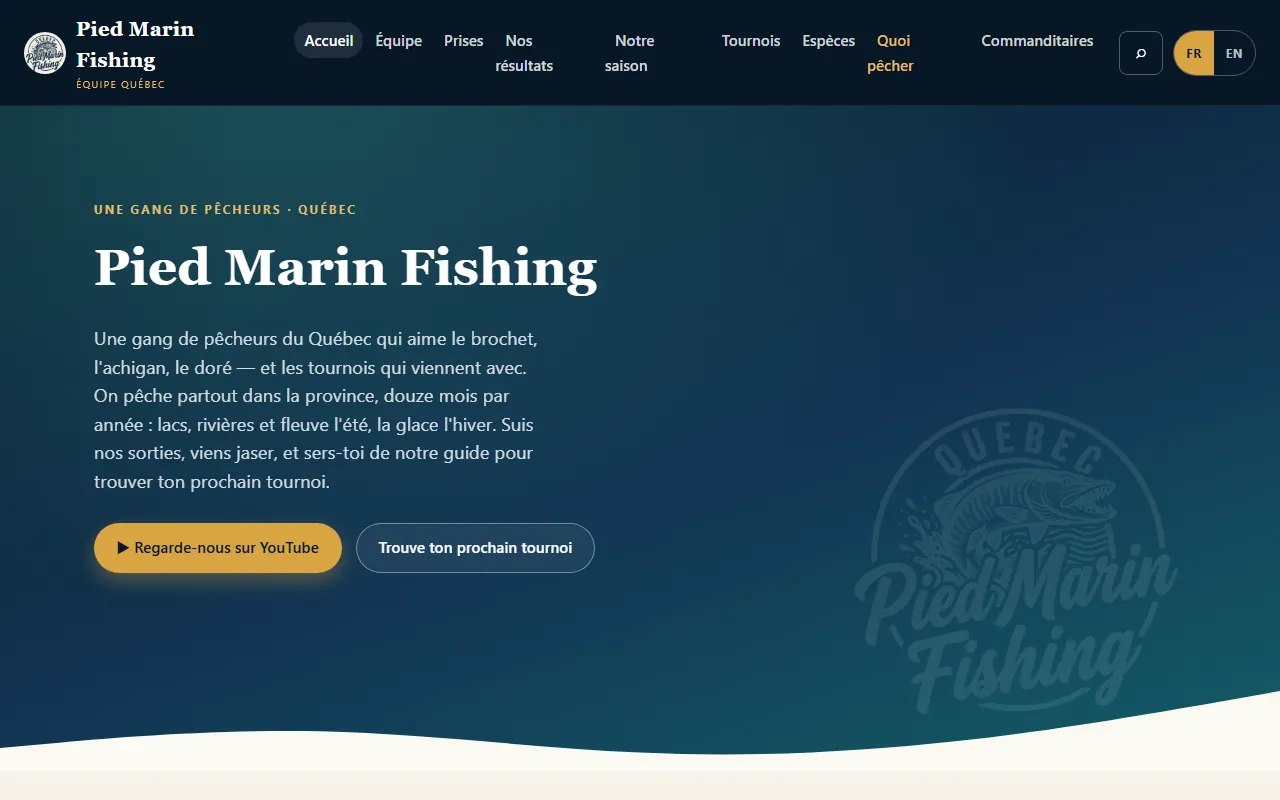 QUEBEC
Pied Marin
Fishing
Pied Marin
Fishing
ÉQUIPE QUÉBEC
Accueil
Équipe
Prises
Nos
résultats
Notre
saison
Tournois
Espèces
Quoi
pêcher
Commanditaires
FR
EN
UNE GANG DE PÊCHEURS · QUÉBEC
Pied Marin Fishing
Une gang de pêcheurs du Québec qui aime le brochet,
l'achigan, le doré — et les tournois qui viennent avec.
On pêche partout dans la province, douze mois par
année : lacs, rivières et fleuve l'été, la glace l'hiver. Suis
nos sorties, viens jaser, et sers-toi de notre guide pour
trouver ton prochain tournoi.
▶ Regarde-nous sur YouTube
Trouve ton prochain tournoi
QUEBEC
Pied Marin
Fishing